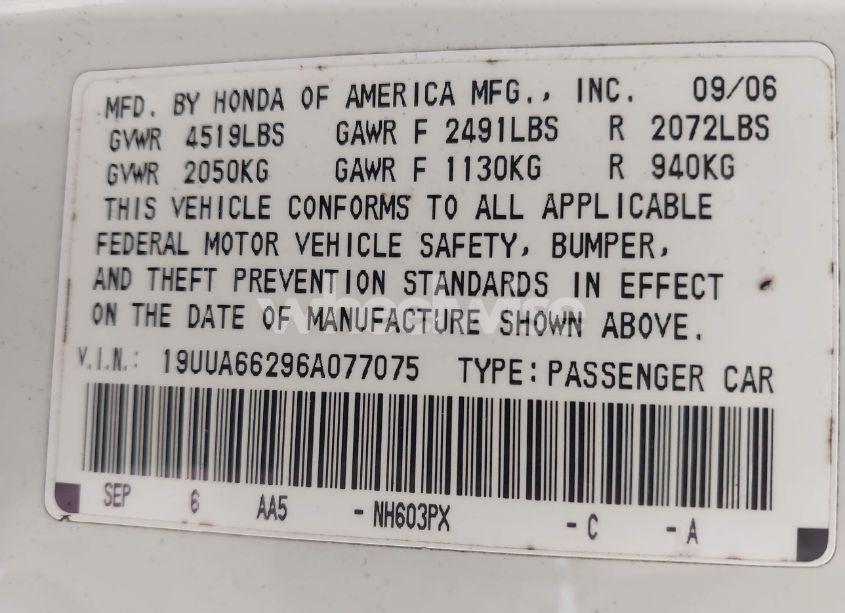 MFD. BY HONDA OF AMERICA MFG., INC. 09/06
GVWR 4519LBS GAWR F 2491LBS R 2072LBS
GVWR 2050KG GAWR F 1130KG R 940KG
THIS VEHICLE CONFORMS TO ALL APPLICABLE
FEDERAL MOTOR VEHICLE SAFETY, BUMPER,
AND THEFT PREVENTION STANDARDS IN EFFECT
ON THE DATE OF MANUFACTURE SHOWN ABOVE.
V.I.N.: 19UUA66296A077075 TYPE: PASSENGER CAR
SEP 6 AA5 - NH603PX - C - A